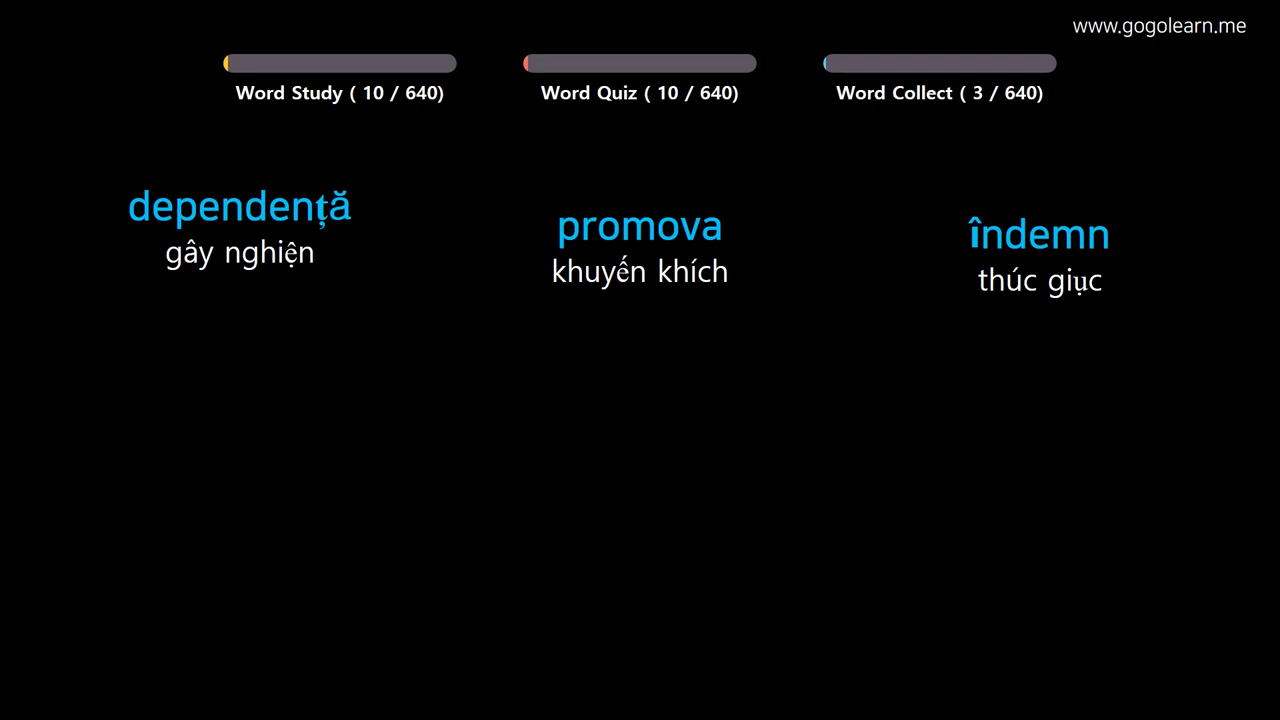 www.gogolearn.me
Word Study ( 10 / 640)
Word Quiz ( 10 / 640)
Word Collect ( 3 / 640)
dependență
gây nghiện
promova
khuyến khích
îndemn
thúc giục